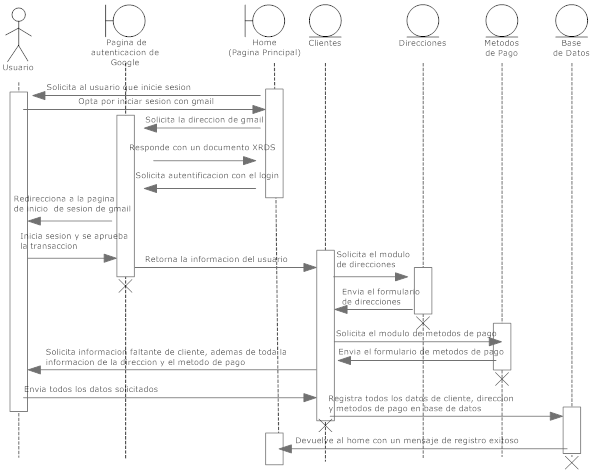 Usuario
Pagina de
autenticacion de
Google
Home
(Pagina Principal)
Clientes
Direcciones
Metodos
de Pago
Base
de Datos
Solicita al usuario que inicie sesion
Opta por iniciar sesion con gmail
Solicita la direccion de gmail
Responde con un documento XRDS
Solicita autentificacion con el login
Redirecciona a la pagina
de inicio de sesion de gmail
Inicia sesion y se aprueba
la transaccion
Retorna la informacion del usuario
Solicita el modulo
de direcciones
Envia el formulario
de direcciones
Solicita el modulo de metodos de pago
Envia el formulario de metodos de pago
Solicita informacion faltante de cliente, ademas de toda la
informacion de la direccion y el metodo de pago
Envia todos los datos solicitados
Registra todos los datos de cliente, direccion
y metodos de pago en base de datos
Devuelve al home con un mensaje de registro exitoso